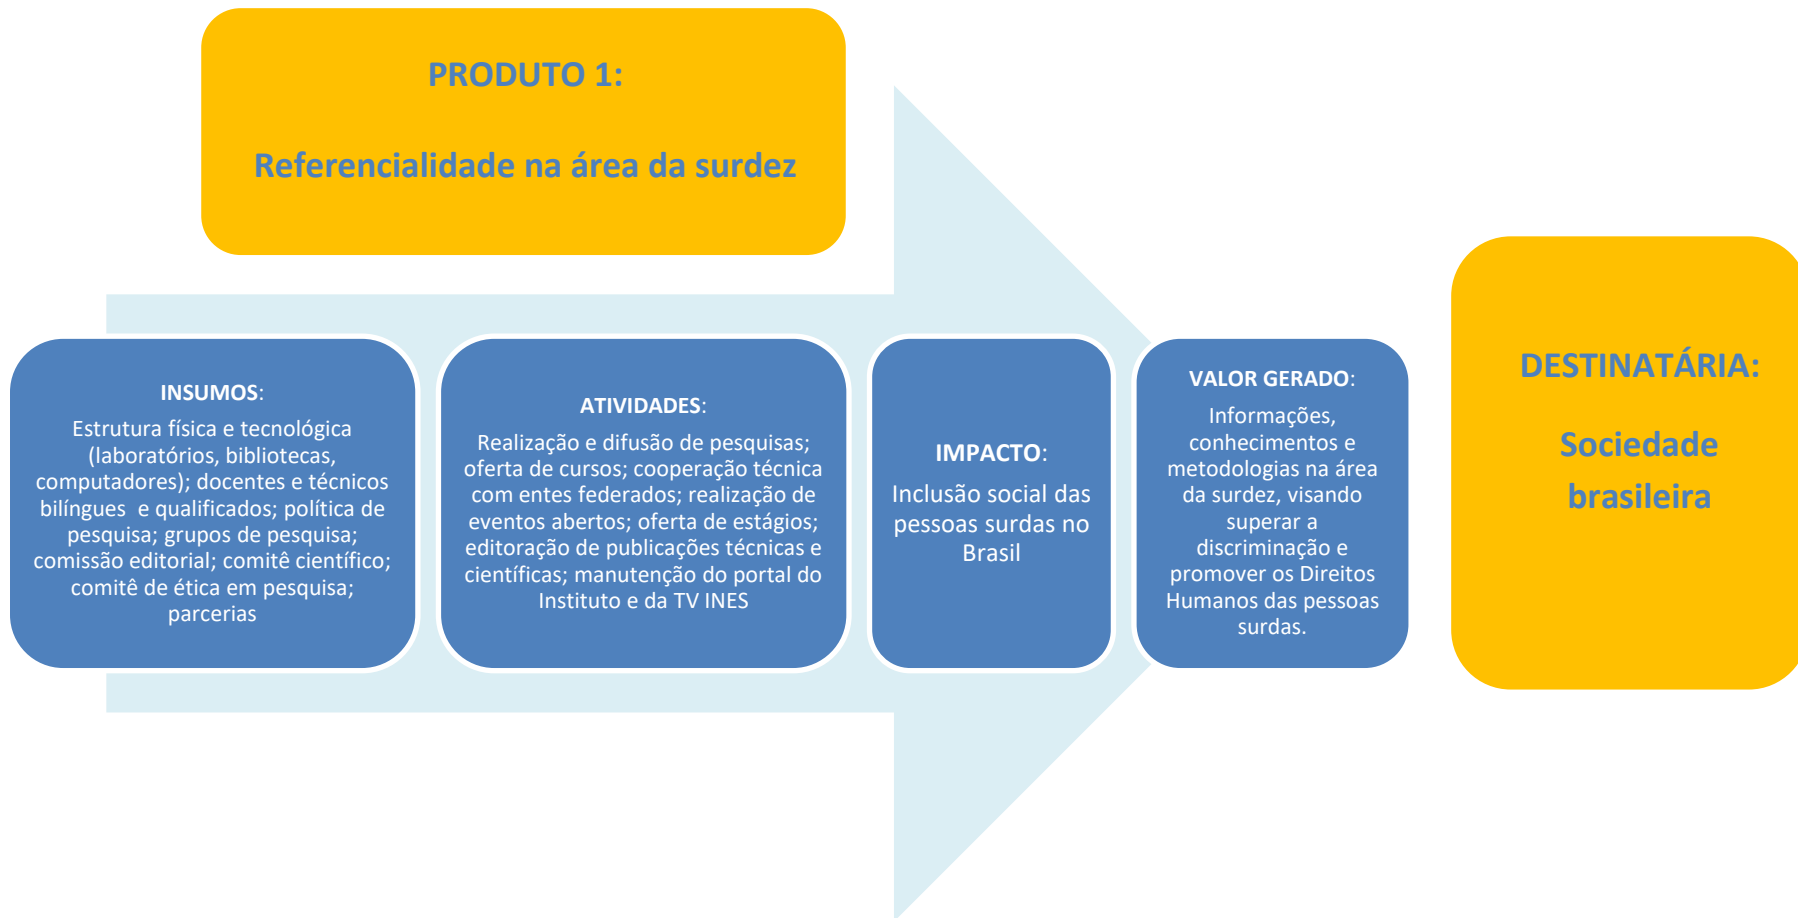 PRODUTO 1:
Referencialidade na área da surdez
INSUMOS:
Estrutura física e tecnológica
(laboratórios, bibliotecas,
computadores); docentes e técnicos
bilíngues  e qualificados; política de
pesquisa; grupos de pesquisa;
comissão editorial; comitê científico;
comitê de ética em pesquisa;
parcerias
ATIVIDADES:
Realização e difusão de pesquisas;
oferta de cursos; cooperação técnica
com entes federados; realização de
eventos abertos; oferta de estágios;
editoração de publicações técnicas e
científicas; manutenção do portal do
Instituto e da TV INES
IMPACTO:
Inclusão social das
pessoas surdas no
Brasil
VALOR GERADO:
Informações,
conhecimentos e
metodologias na área
da surdez, visando
superar a
discriminação e
promover os Direitos
Humanos das pessoas
surdas.
DESTINATÁRIA:
Sociedade
brasileira